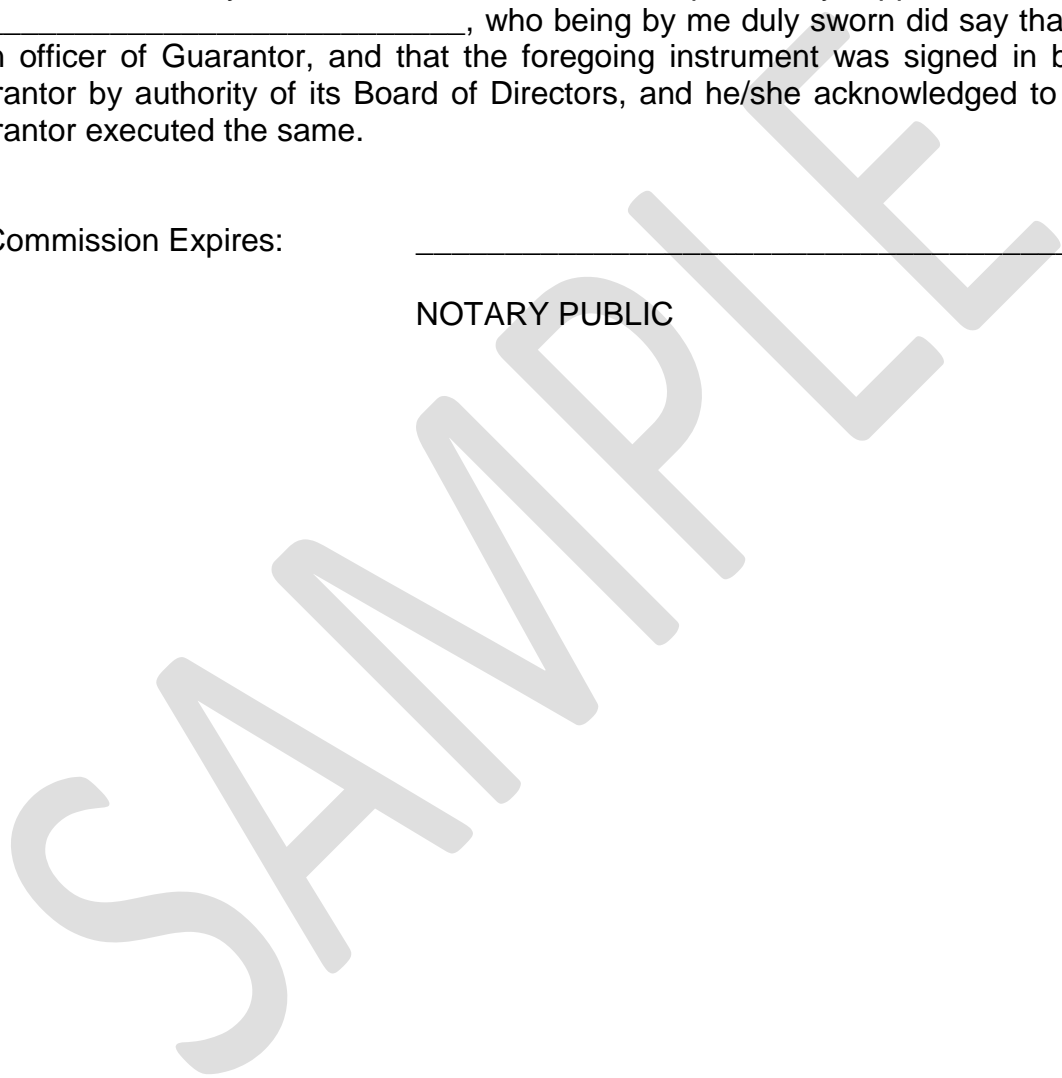 _________________________, who being by me duly sworn did say tha
officer of Guarantor, and that the foregoing instrument was signed in b
rantor by authority of its Board of Directors, and he/she acknowledged to
rantor executed the same.
Commission Expires: ____________________________________
NOTARY PUBLIC
SAMPLE